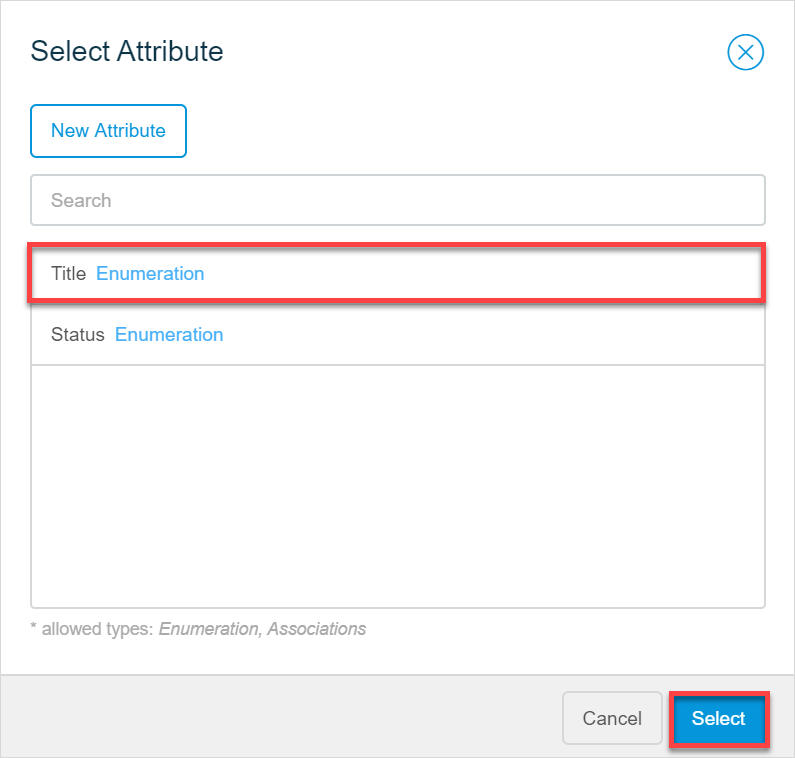 Select Attribute
New Attribute
Search
Title Enumeration
Status Enumeration
* allowed types: Enumeration, Associations
Cancel Select